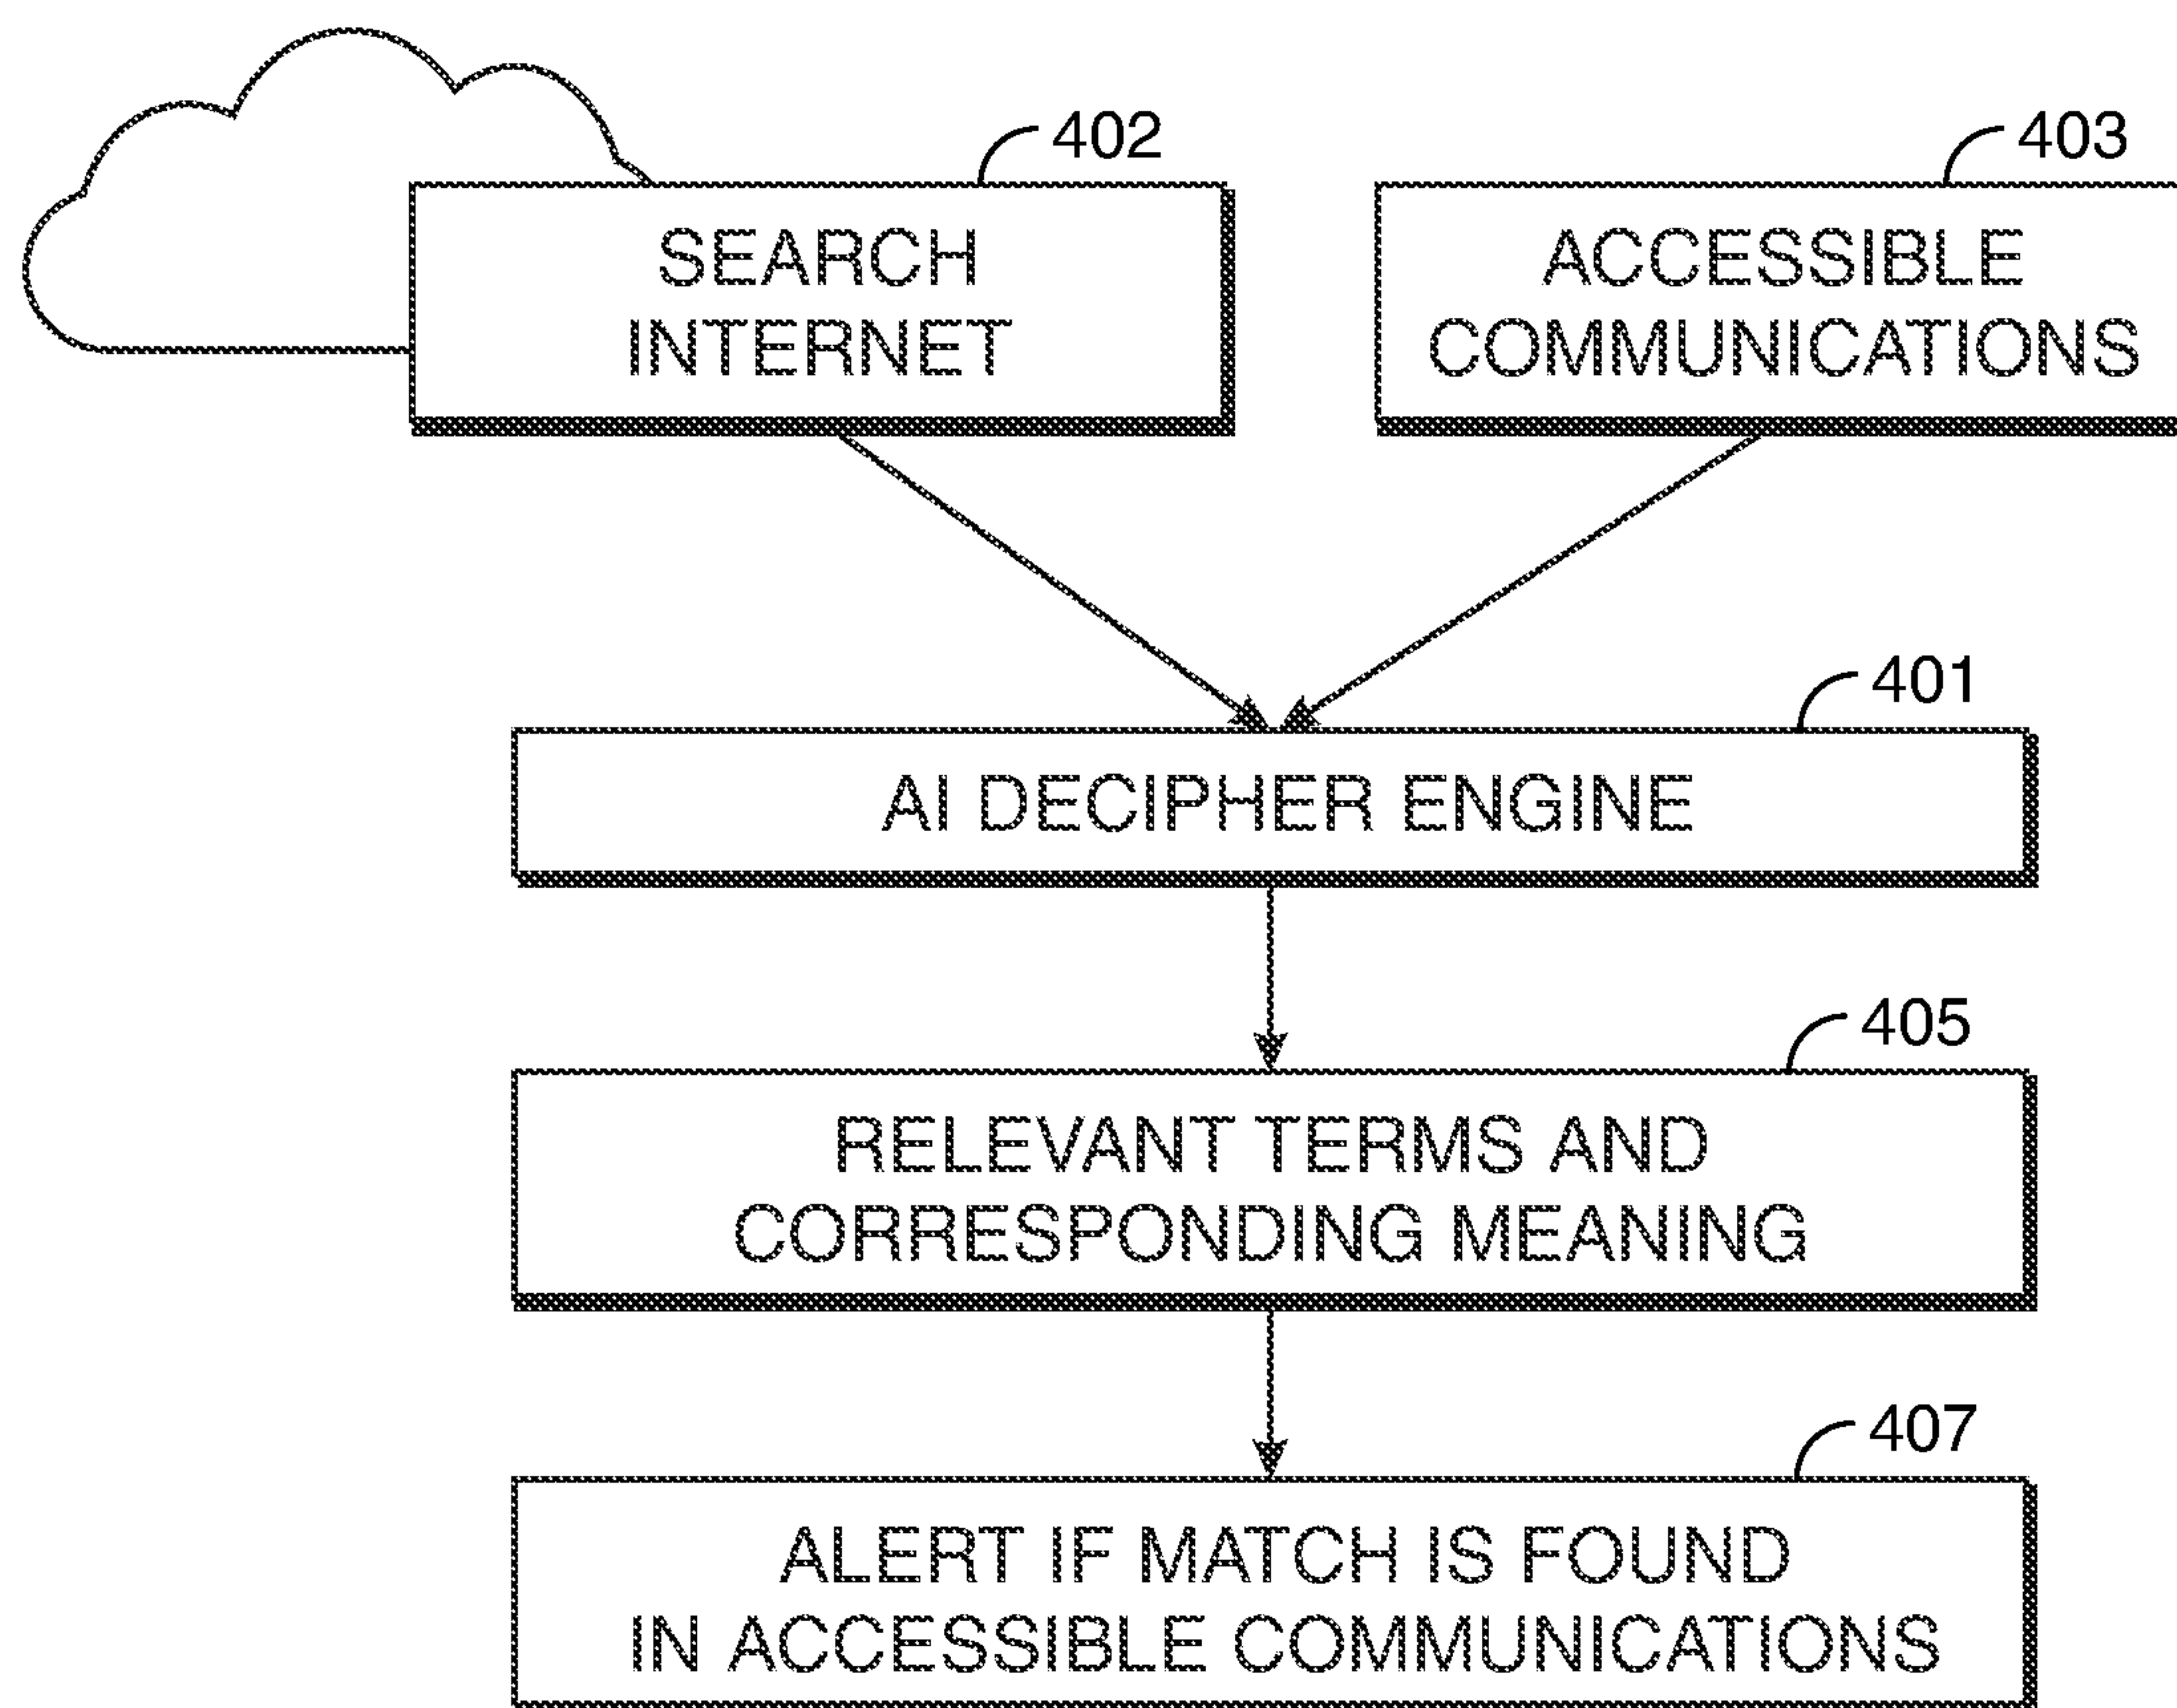 402
SEARCH
INTERNET
403
ACCESSIBLE
COMMUNICATIONS
401
AI DECIPHER ENGINE
405
RELEVANT TERMS AND
CORRESPONDING MEANING
407
ALERT IF MATCH IS FOUND
IN ACCESSIBLE COMMUNICATIONS